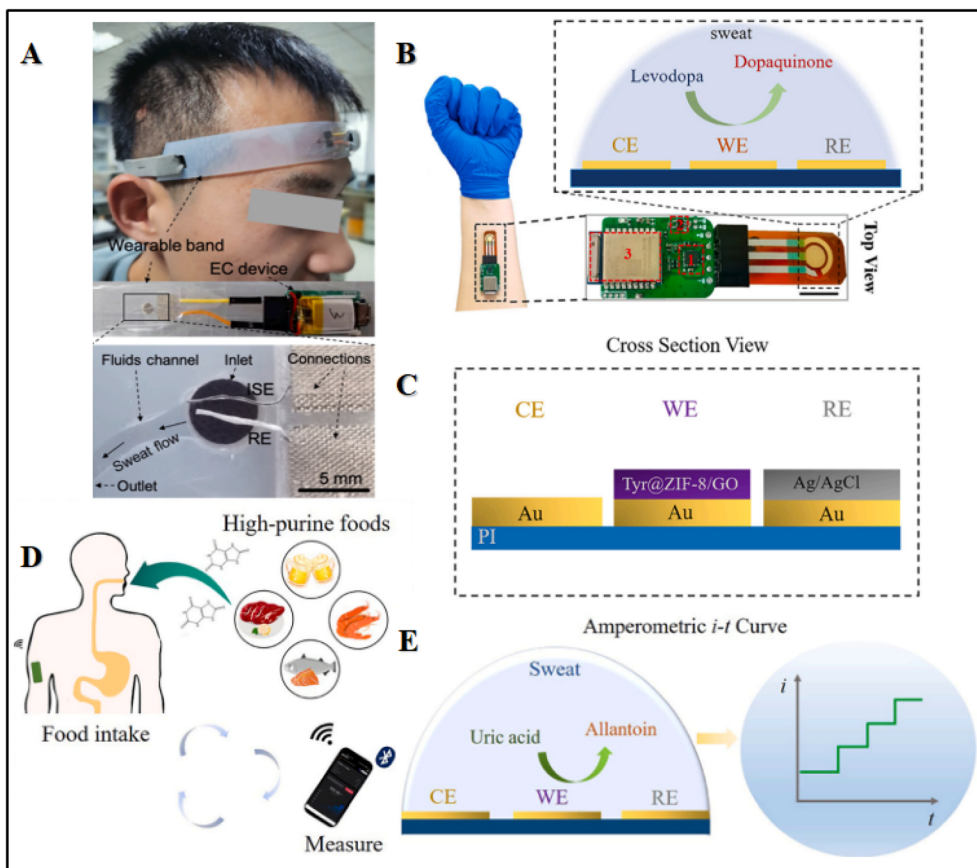 A
Wearable band
EC device
Fluids channel
Inlet
Connections
ISE
RE
Sweat flow
Outlet
5 mm
B
sweat
Levodopa
Dopaquinone
CE
WE
RE
3
2
1
Top View
Cross Section View
C
CE
WE
RE
Tyr@ZIF-8/GO
Ag/AgCl
Au
Au
Au
PI
D
High-purine foods
Food intake
Measure
E
Amperometric i-t Curve
Sweat
Uric acid
Allantoin
CE
WE
RE
i
t